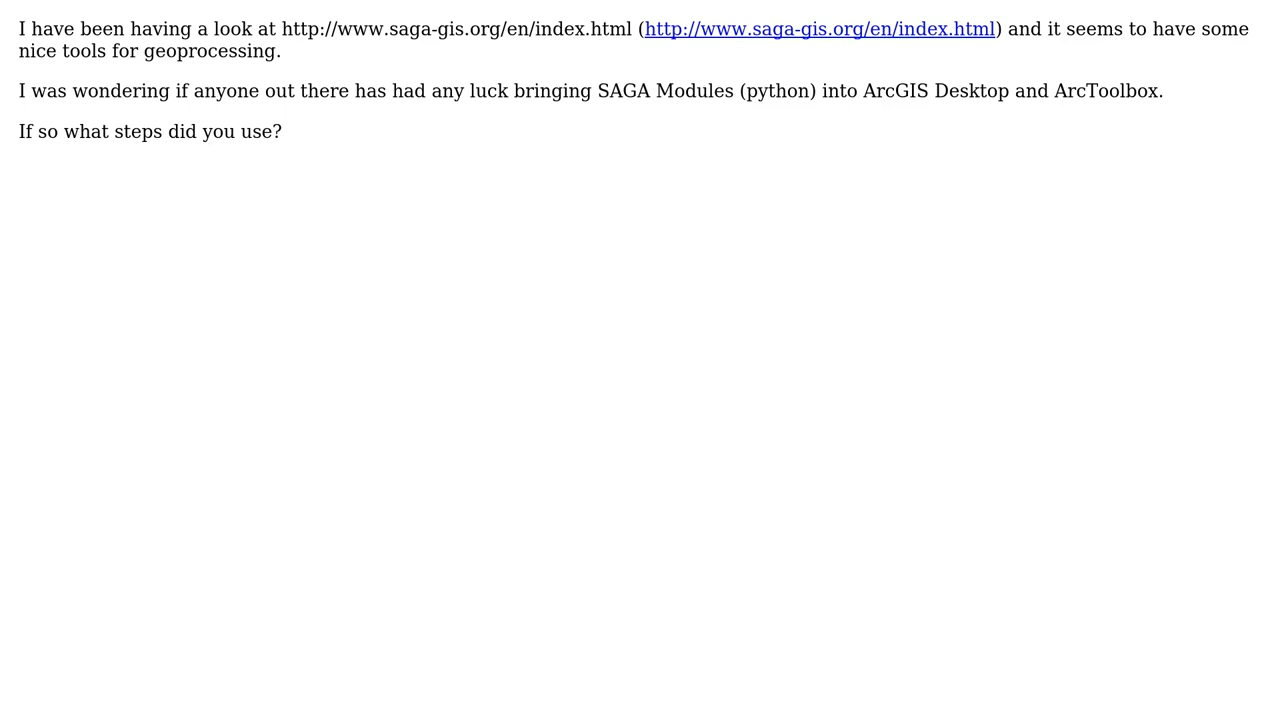 I have been having a look at http://www.saga-gis.org/en/index.html (http://www.saga-gis.org/en/index.html) and it seems to have some
nice tools for geoprocessing.
I was wondering if anyone out there has had any luck bringing SAGA Modules (python) into ArcGIS Desktop and ArcToolbox.
If so what steps did you use?